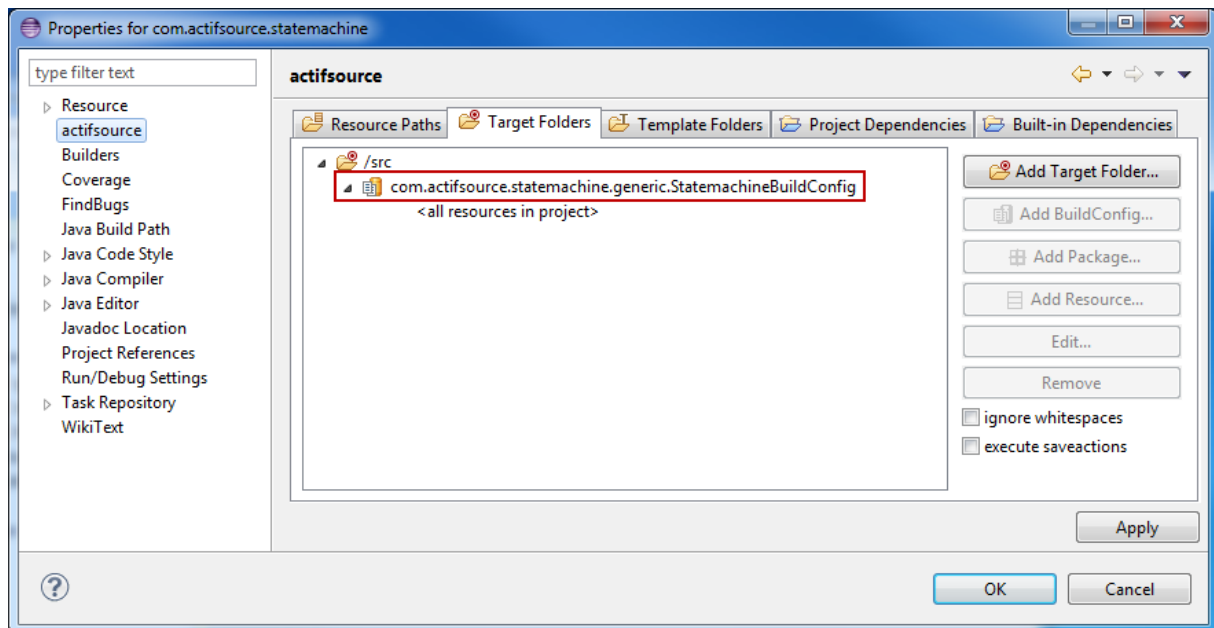 Properties for com.actifsource.statemachine
type filter text
Resource
actifsource
Builders
Coverage
FindBugs
Java Build Path
Java Code Style
Java Compiler
Java Editor
Javadoc Location
Project References
Run/Debug Settings
Task Repository
WikiText
actifsource
Resource Paths Target Folders Template Folders Project Dependencies Built-in Dependencies
/src
com.actifsource.statemachine.generic.StatemachineBuildConfig
<all resources in project>
Add Target Folder...
Add BuildConfig...
Add Package...
Add Resource...
Edit...
Remove
ignore whitespaces
execute saveactions
Apply
OK Cancel